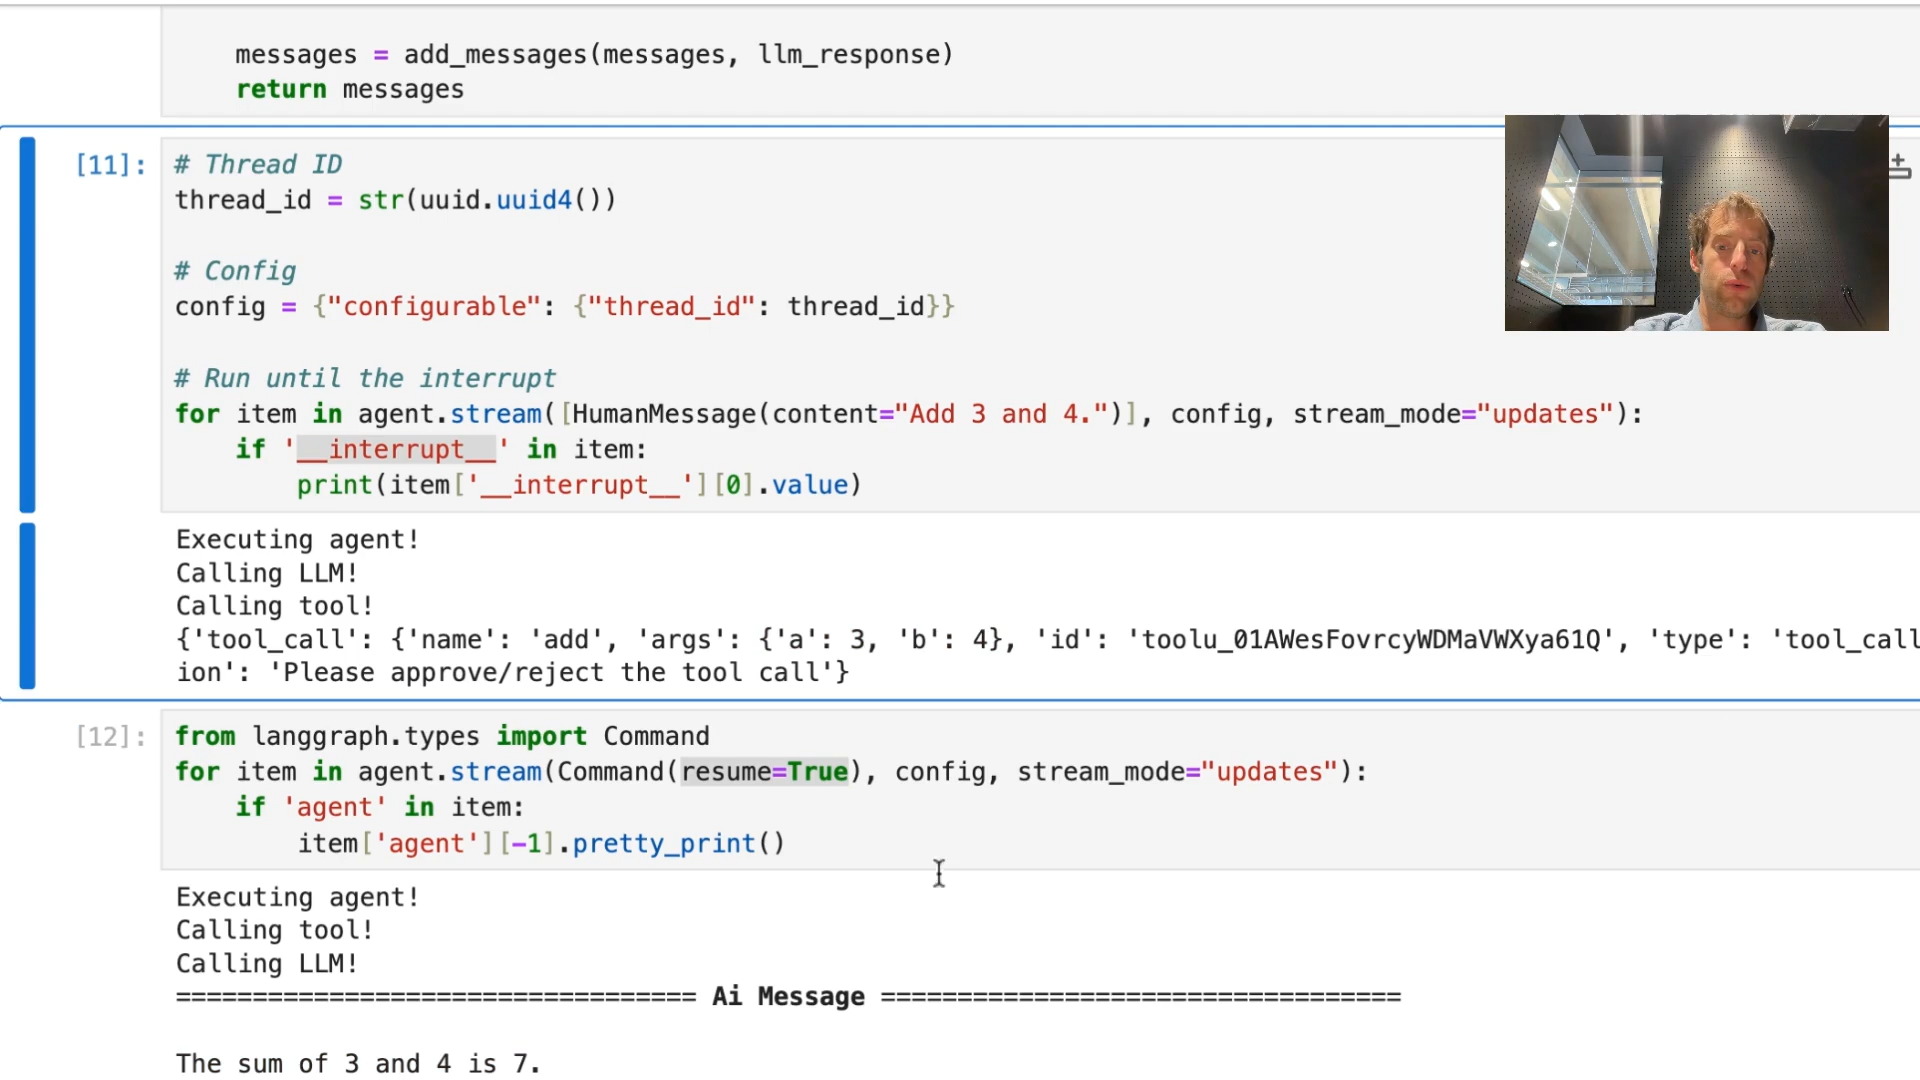 messages = add_messages(messages, llm_response)
return messages
[11]:
# Thread ID
thread_id = str(uuid.uuid4())
# Config
config = {"configurable": {"thread_id": thread_id}}
# Run until the interrupt
for item in agent.stream([HumanMessage(content="Add 3 and 4.")], config, stream_mode="updates"):
if '__interrupt__' in item:
print(item['__interrupt__'][0].value)
Executing agent!
Calling LLM!
Calling tool!
{'tool_call': {'name': 'add', 'args': {'a': 3, 'b': 4}, 'id': 'toolu_01AWesFovrcyWDMaVWXya61Q', 'type': 'tool_call
ion': 'Please approve/reject the tool call'}
[12]:
from langgraph.types import Command
for item in agent.stream(Command(resume=True), config, stream_mode="updates"):
if 'agent' in item:
item['agent'][-1].pretty_print()
Executing agent!
Calling tool!
Calling LLM!
================================== Ai Message ==================================
The sum of 3 and 4 is 7.